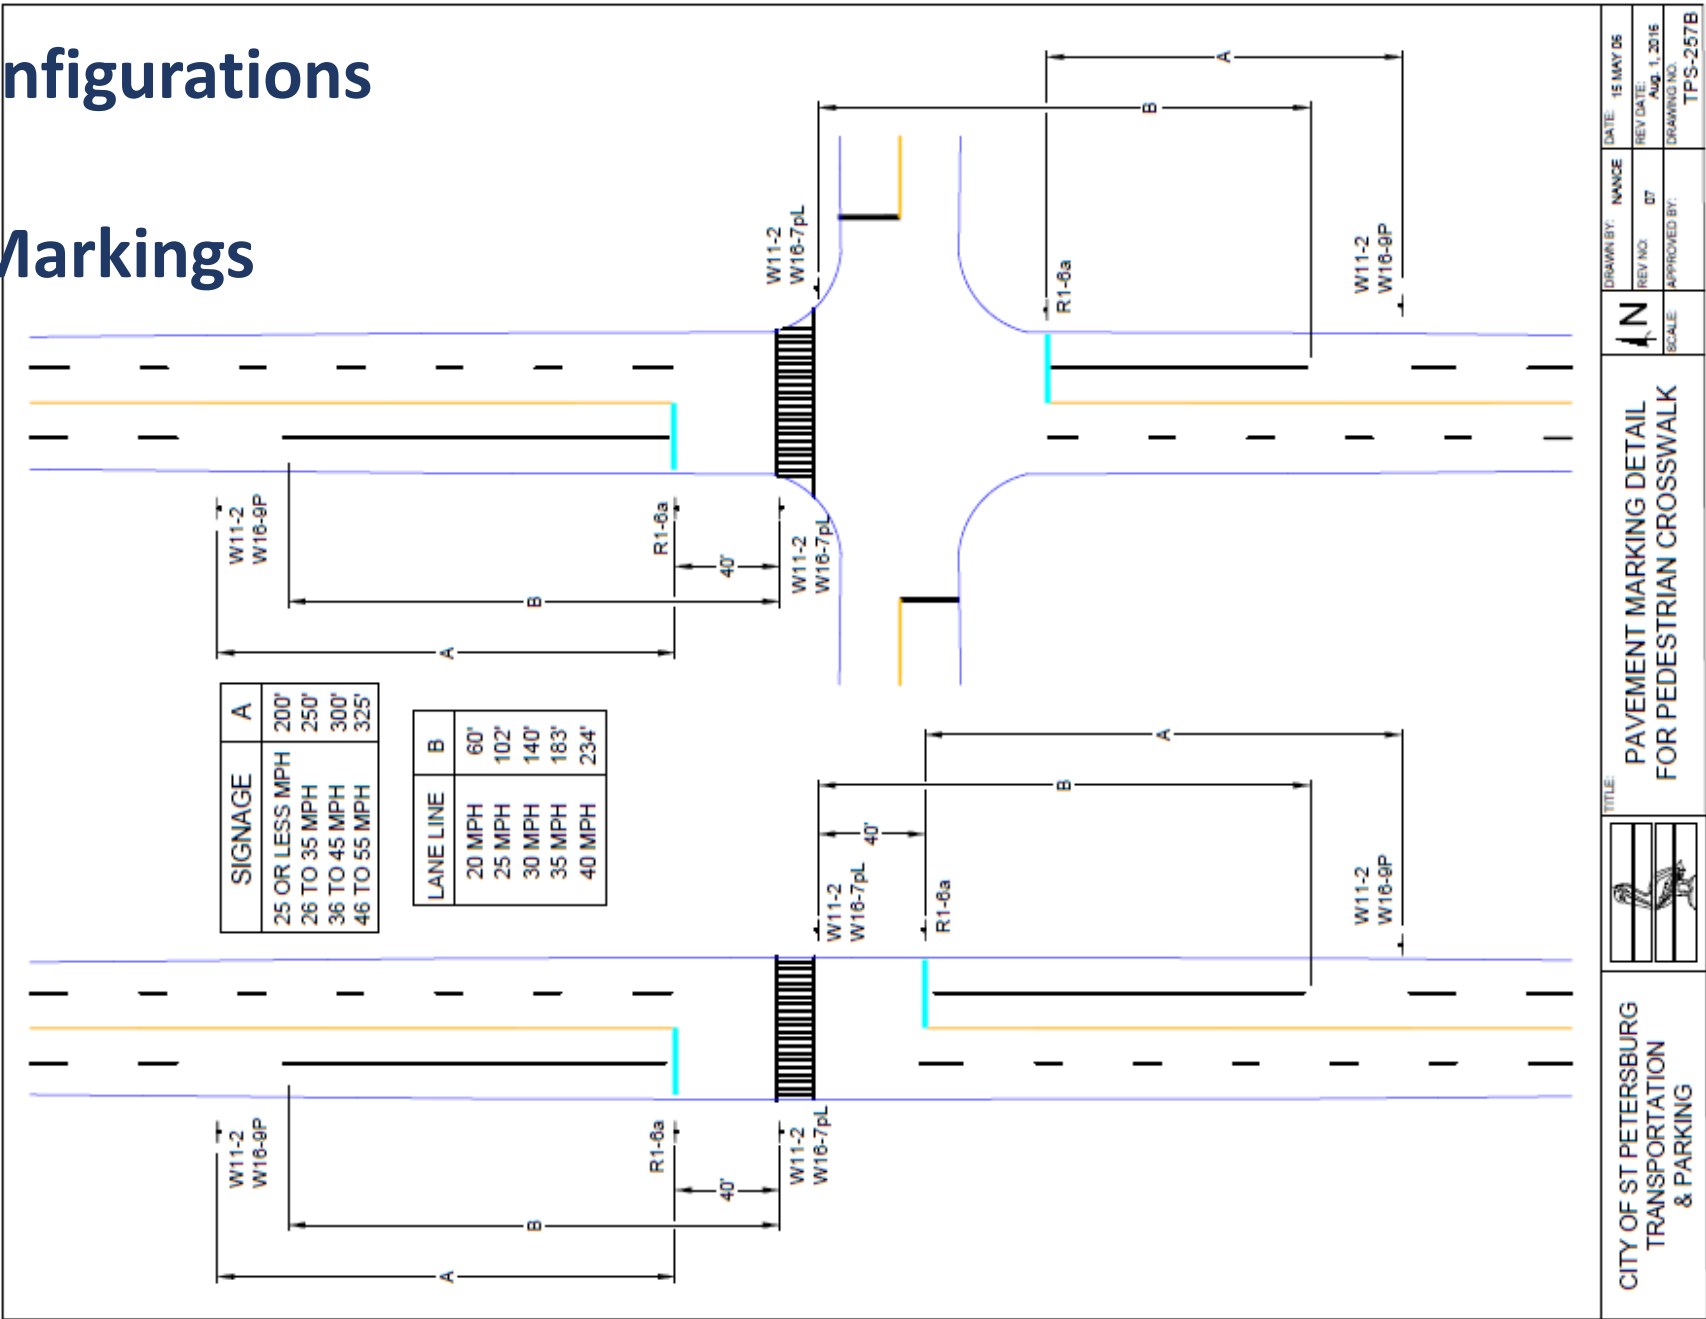 nfigurations
Markings
A
B
W11-2
W16-7pL
R1-6a
W11-2
W16-9P
W11-2
W16-9P
R1-6a
40'
W11-2
W16-7pL
B
A
SIGNAGE A
25 OR LESS MPH 200'
26 TO 35 MPH 250'
36 TO 45 MPH 300'
46 TO 55 MPH 325'
LANE LINE B
20 MPH 60'
25 MPH 102'
30 MPH 140'
35 MPH 183'
40 MPH 234'
A
B
40'
W11-2
W16-7pL
R1-6a
W11-2
W16-9P
W11-2
W16-9P
R1-6a
40'
W11-2
W16-7pL
B
A
CITY OF ST PETERSBURG
TRANSPORTATION
& PARKING
TITLE:
PAVEMENT MARKING DETAIL
FOR PEDESTRIAN CROSSWALK
N
SCALE:
DRAWN BY: NANCE
REV NO: 07
APPROVED BY:
DATE: 15 MAY 06
REV DATE:
Aug. 1, 2016
DRAWING NO.
TPS-257B